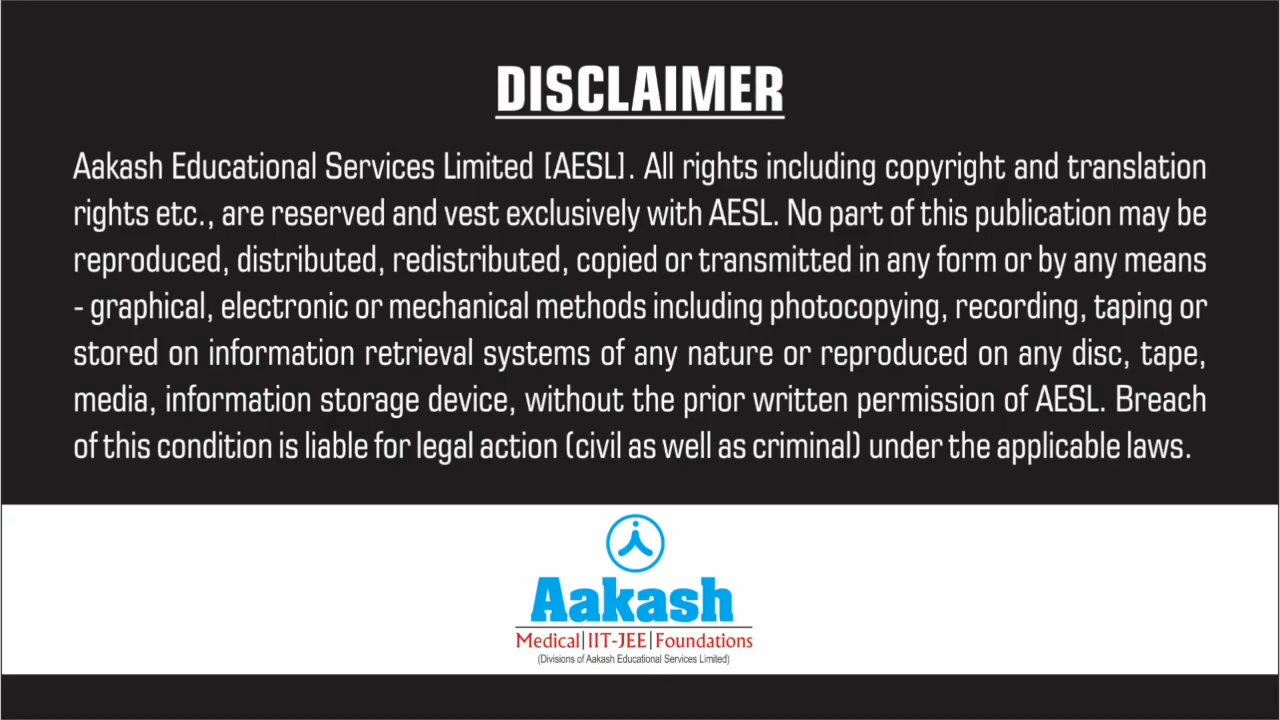 DISCLAIMER
Aakash Educational Services Limited [AESL]. All rights including copyright and translation
rights etc., are reserved and vest exclusively with AESL. No part of this publication may be
reproduced, distributed, redistributed, copied or transmitted in any form or by any means
- graphical, electronic or mechanical methods including photocopying, recording, taping or
stored on information retrieval systems of any nature or reproduced on any disc, tape,
media, information storage device, without the prior written permission of AESL. Breach
of this condition is liable for legal action (civil as well as criminal) under the applicable laws.
Aakash
Medical|IIT-JEE|Foundations
(Divisions of Aakash Educational Services Limited)